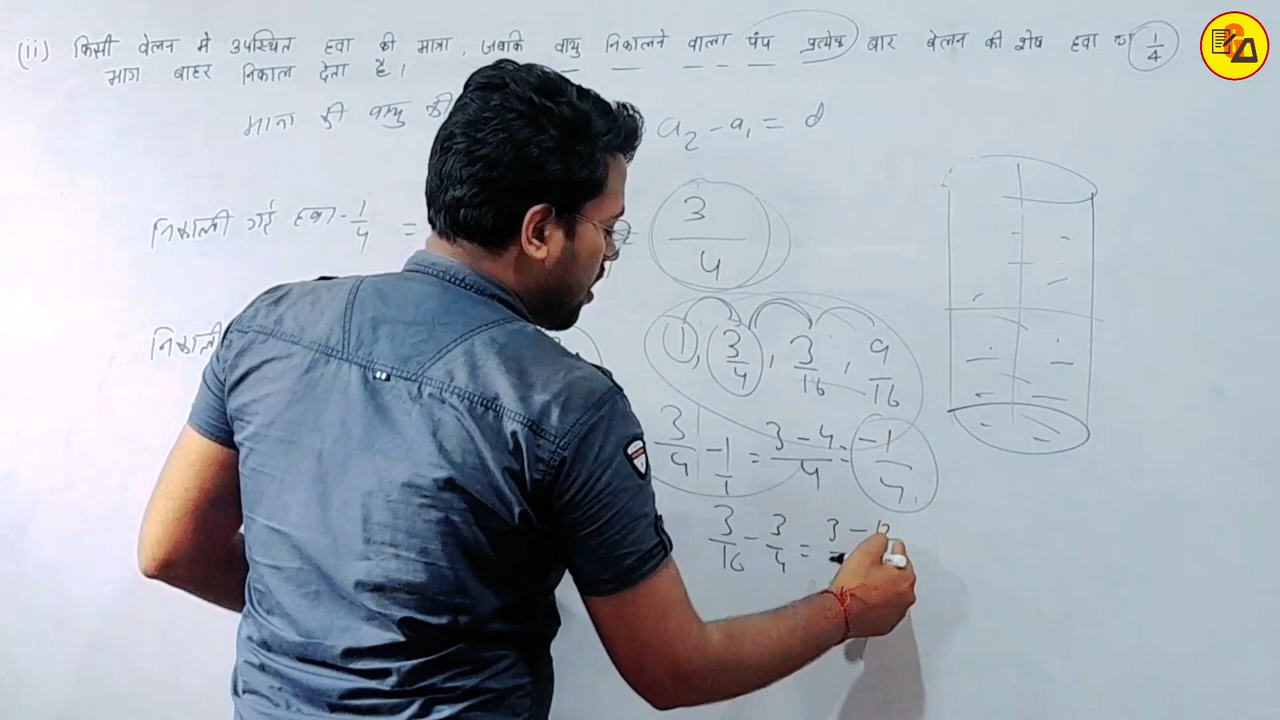 (ii) किसी बेलन में उपस्थित हवा की मात्रा, जबकि वायु निकालने वाला पंप प्रत्येक बार बेलन की शेष हवा का 1/4
भाग बाहर निकाल देता है।
माना की वायु की
a₂ - a₁ = d
निकाली गई हवा - 1/4 =
= 3/4
निकाली
1, 3/4, 3/16, 9/16
3/4 - 1/1 = 3-4/4 = -1/4
3/16 - 3/4 = 3 -